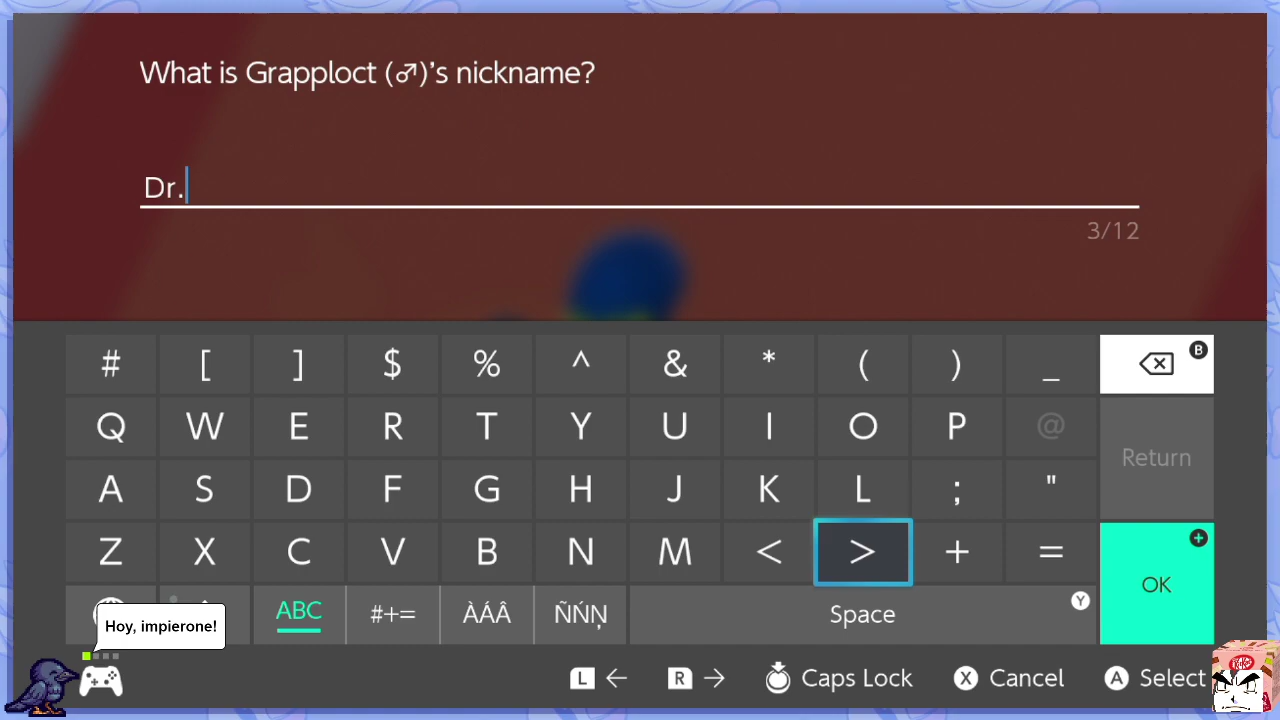 What is Grapploct (♂)'s nickname?
Dr.
3/12
# [ ] $ % ^ & * ( ) _ B
Q W E R T Y U I O P @
Return
A S D F G H J K L ; "
Z X C V B N M < > + = OK +
ABC #+= ÀÁÂ ÑŃŅ Space Y
Hoy, impierone!
L ← R → Caps Lock X Cancel A Select
KitKat